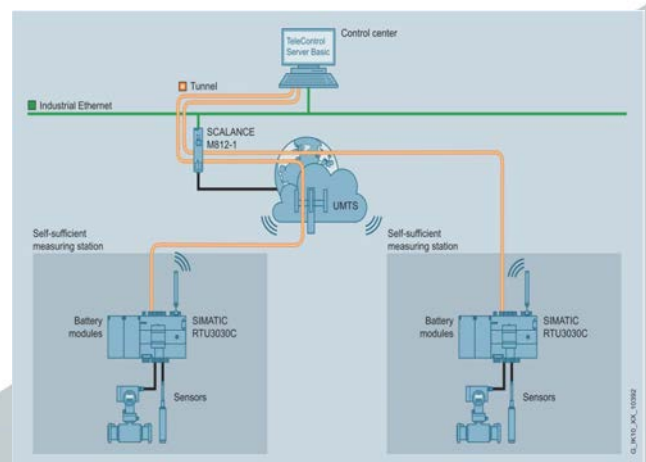 Control center
TeleControl
Server Basic
Tunnel
Industrial Ethernet
SCALANCE
M812-1
UMTS
Self-sufficient
measuring station
Self-sufficient
measuring station
Battery
modules
SIMATIC
RTU3030C
Battery
modules
SIMATIC
RTU3030C
Sensors
Sensors
G_IK10_XX_10392